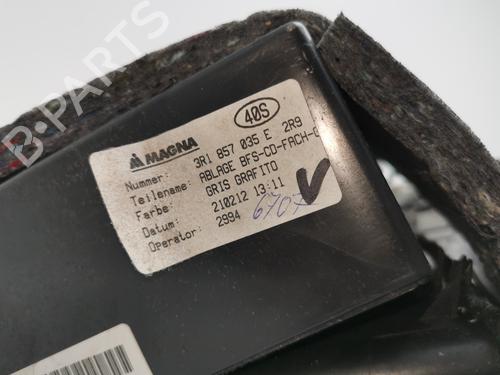 40S
MAGNA
Nummer: 3R1 857 035 E 2R9
Teilename: ABLAGE BFS-CD-FACH-
Farbe: GRIS GRAFITO
Datum: 210212 13:11
Operator: 2994
6707
B-PARTS